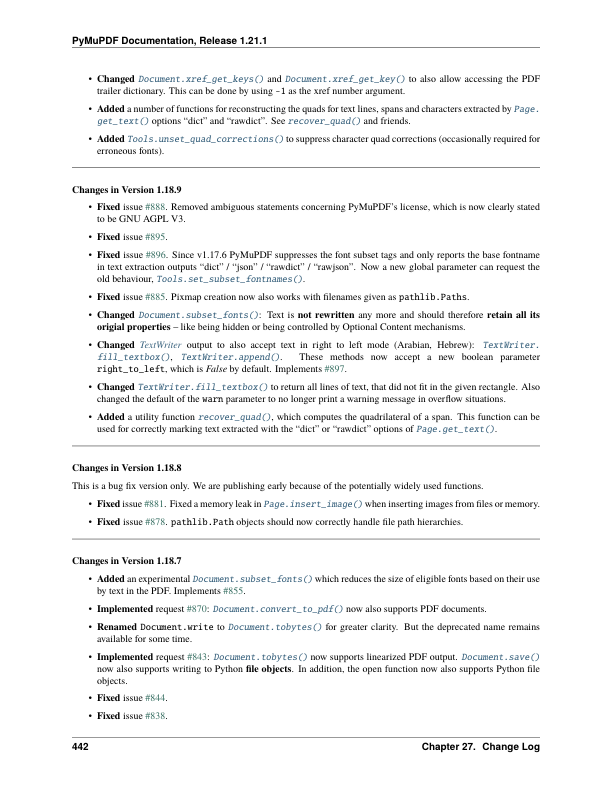 PyMuPDF Documentation, Release 1.21.1
• Changed Document.xref_get_keys() and Document.xref_get_key() to also allow accessing the PDF
trailer dictionary. This can be done by using -1 as the xref number argument.
• Added a number of functions for reconstructing the quads for text lines, spans and characters extracted by Page.
get_text() options “dict” and “rawdict”. See recover_quad() and friends.
• Added Tools.unset_quad_corrections() to suppress character quad corrections (occasionally required for
erroneous fonts).
Changes in Version 1.18.9
• Fixed issue #888. Removed ambiguous statements concerning PyMuPDF’s license, which is now clearly stated
to be GNU AGPL V3.
• Fixed issue #895.
• Fixed issue #896. Since v1.17.6 PyMuPDF suppresses the font subset tags and only reports the base fontname
in text extraction outputs “dict” / “json” / “rawdict” / “rawjson”. Now a new global parameter can request the
old behaviour, Tools.set_subset_fontnames().
• Fixed issue #885. Pixmap creation now also works with filenames given as pathlib.Paths.
• Changed Document.subset_fonts(): Text is not rewritten any more and should therefore retain all its
origial properties – like being hidden or being controlled by Optional Content mechanisms.
• Changed TextWriter output to also accept text in right to left mode (Arabian, Hebrew): TextWriter.
fill_textbox(), TextWriter.append(). These methods now accept a new boolean parameter
right_to_left, which is False by default. Implements #897.
• Changed TextWriter.fill_textbox() to return all lines of text, that did not fit in the given rectangle. Also
changed the default of the warn parameter to no longer print a warning message in overflow situations.
• Added a utility function recover_quad(), which computes the quadrilateral of a span. This function can be
used for correctly marking text extracted with the “dict” or “rawdict” options of Page.get_text().
Changes in Version 1.18.8
This is a bug fix version only. We are publishing early because of the potentially widely used functions.
• Fixed issue #881. Fixed a memory leak in Page.insert_image() when inserting images from files or memory.
• Fixed issue #878. pathlib.Path objects should now correctly handle file path hierarchies.
Changes in Version 1.18.7
• Added an experimental Document.subset_fonts() which reduces the size of eligible fonts based on their use
by text in the PDF. Implements #855.
• Implemented request #870: Document.convert_to_pdf() now also supports PDF documents.
• Renamed Document.write to Document.tobytes() for greater clarity. But the deprecated name remains
available for some time.
• Implemented request #843: Document.tobytes() now supports linearized PDF output. Document.save()
now also supports writing to Python file objects. In addition, the open function now also supports Python file
objects.
• Fixed issue #844.
• Fixed issue #838.
442 Chapter 27. Change Log